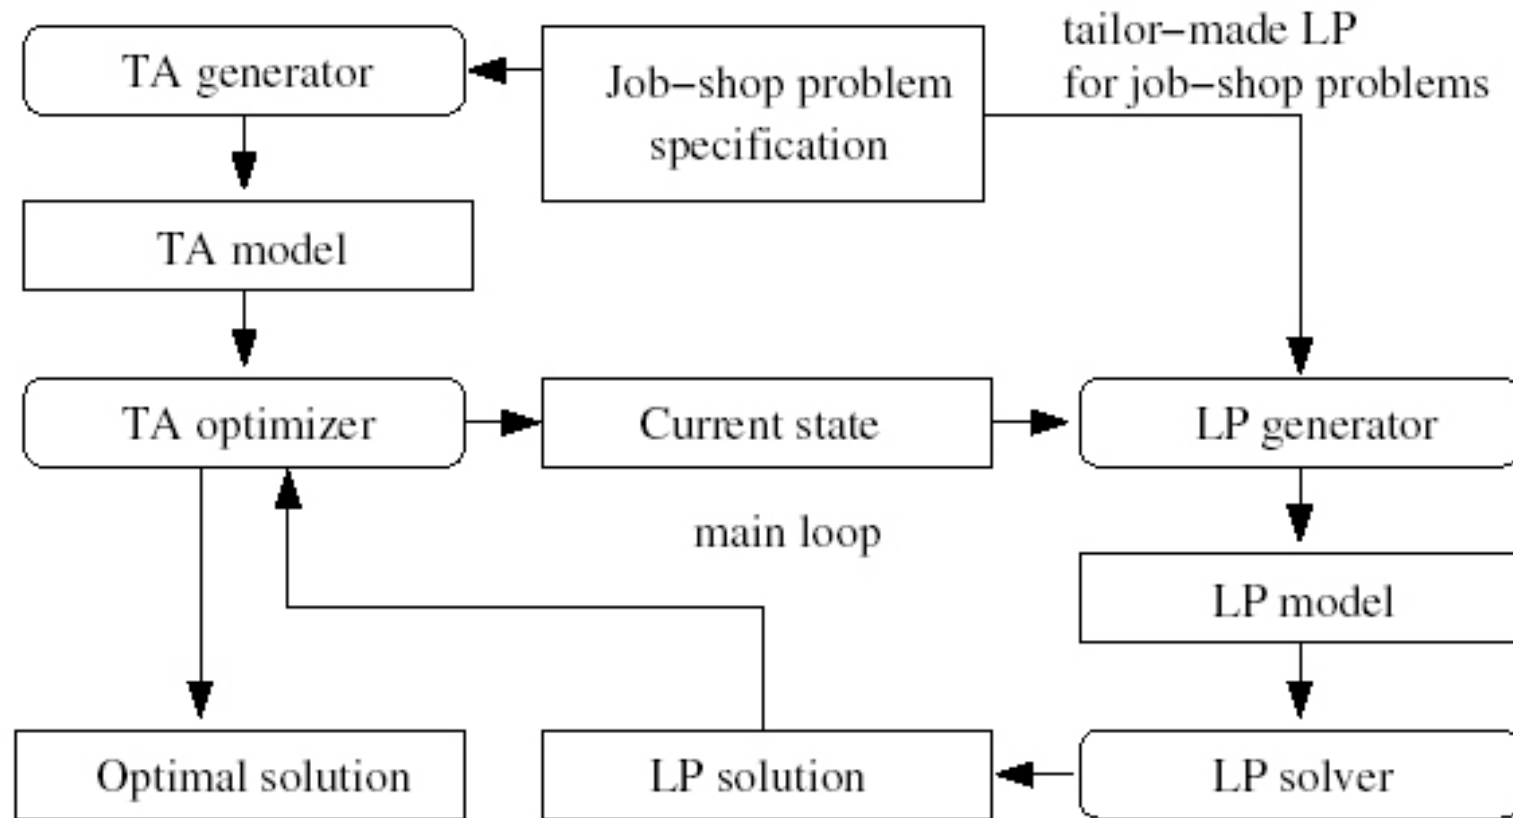 TA generator
Job–shop problem
specification
tailor–made LP
for job–shop problems
TA model
TA optimizer
Current state
LP generator
main loop
LP model
Optimal solution
LP solution
LP solver